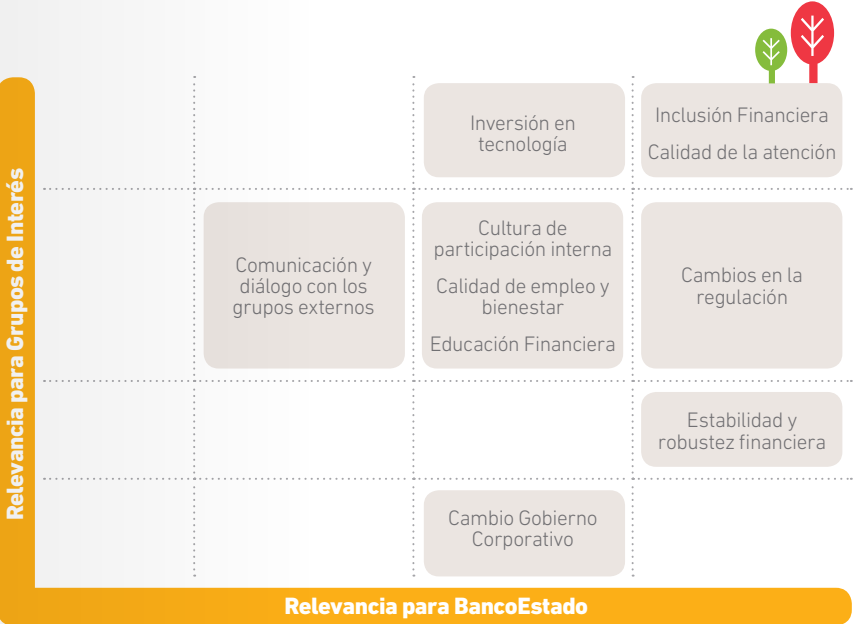 Relevancia para Grupos de Interés
Inversión en
tecnología
Inclusión Financiera
Calidad de la atención
Comunicación y
diálogo con los
grupos externos
Cultura de
participación interna
Calidad de empleo y
bienestar
Educación Financiera
Cambios en la
regulación
Estabilidad y
robustez financiera
Cambio Gobierno
Corporativo
Relevancia para BancoEstado